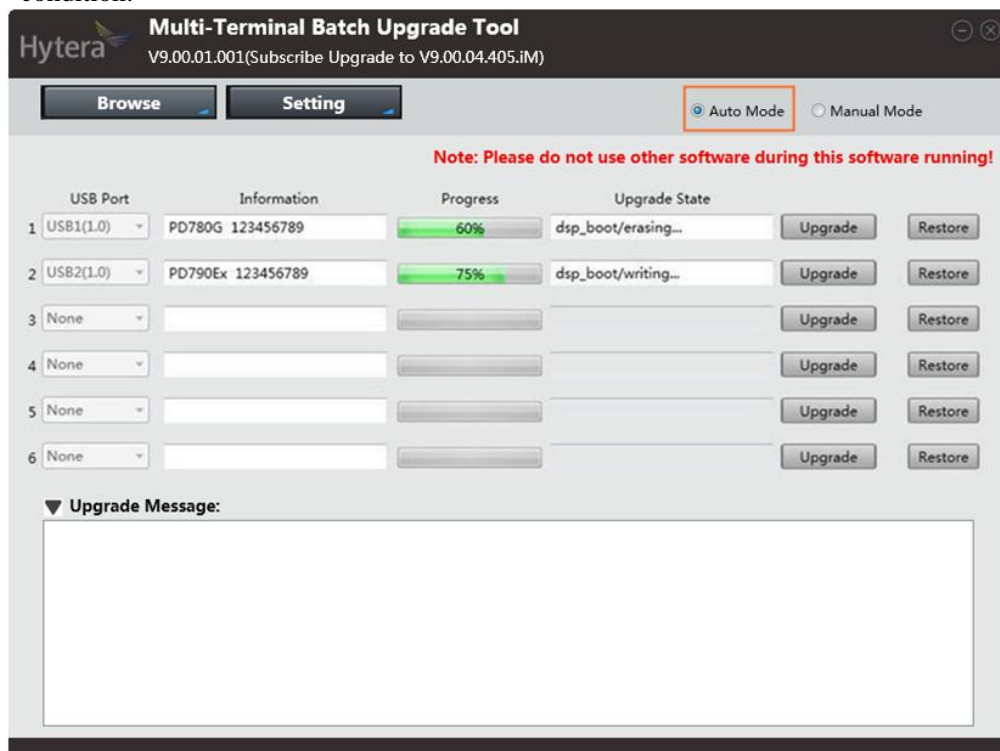 condition.
Hytera
Multi-Terminal Batch Upgrade Tool
V9.00.01.001(Subscribe Upgrade to V9.00.04.405.iM)
Browse Setting Auto Mode Manual Mode
Note: Please do not use other software during this software running!
USB Port Information Progress Upgrade State
1 USB1(1.0) PD780G 123456789 60% dsp_boot/erasing... Upgrade Restore
2 USB2(1.0) PD790Ex 123456789 75% dsp_boot/writing... Upgrade Restore
3 None Upgrade Restore
4 None Upgrade Restore
5 None Upgrade Restore
6 None Upgrade Restore
Upgrade Message: